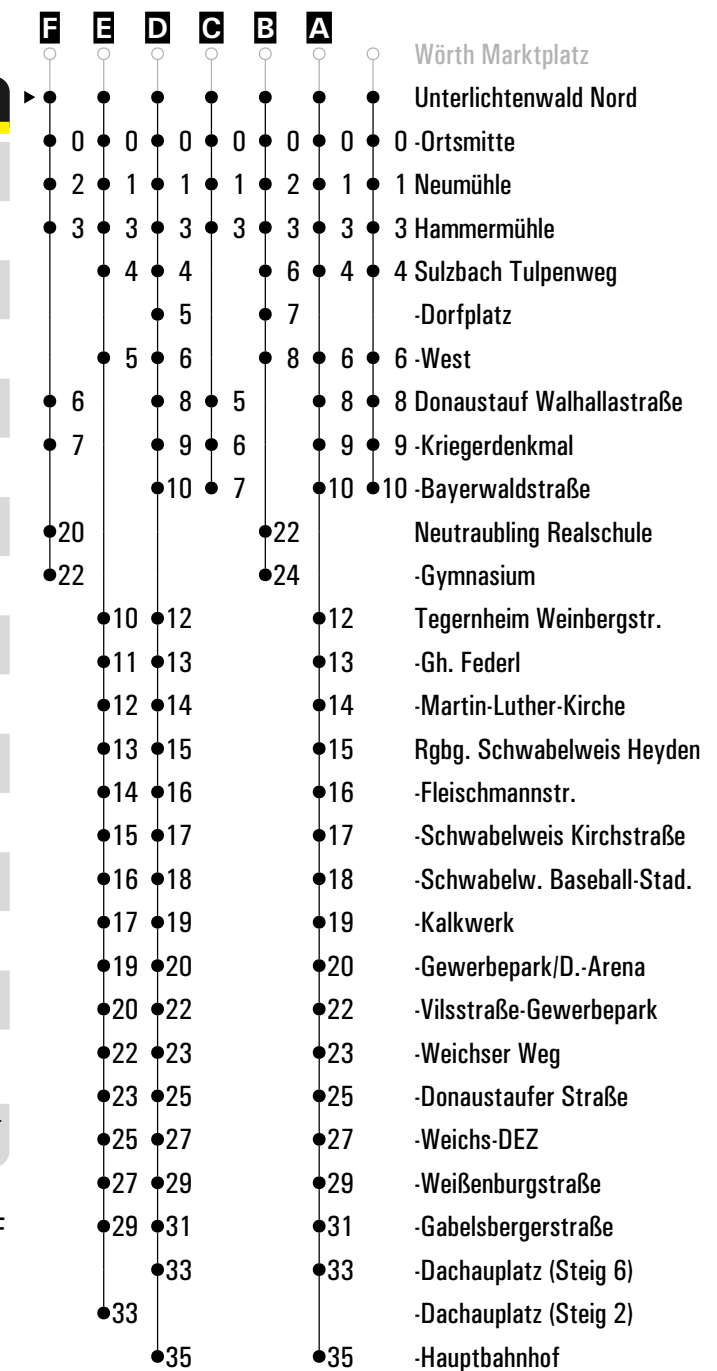 F E D C B A
Wörth Marktplatz
Unterlichtenwald Nord
0 0 0 0 0 0 0 -Ortsmitte
2 1 1 1 2 1 1 Neumühle
3 3 3 3 3 3 3 Hammermühle
4 4 6 4 4 Sulzbach Tulpenweg
5 7 -Dorfplatz
5 6 8 6 6 -West
6 8 5 8 8 Donaustauf Walhallastraße
7 9 6 9 9 -Kriegerdenkmal
10 7 10 10 -Bayerwaldstraße
20 22 Neutraubling Realschule
22 24 -Gymnasium
10 12 12 Tegernheim Weinbergstr.
11 13 13 -Gh. Federl
12 14 14 -Martin-Luther-Kirche
13 15 15 Rgbg. Schwabelweis Heyden
14 16 16 -Fleischmannstr.
15 17 17 -Schwabelweis Kirchstraße
16 18 18 -Schwabelw. Baseball-Stad.
17 19 19 -Kalkwerk
19 20 20 -Gewerbepark/D.-Arena
20 22 22 -Vilsstraße-Gewerbepark
22 23 23 -Weichser Weg
23 25 25 -Donaustaufer Straße
25 27 27 -Weichs-DEZ
27 29 29 -Weißenburgstraße
29 31 31 -Gabelsbergerstraße
33 33 -Dachauplatz (Steig 6)
33 -Dachauplatz (Steig 2)
35 35 -Hauptbahnhof